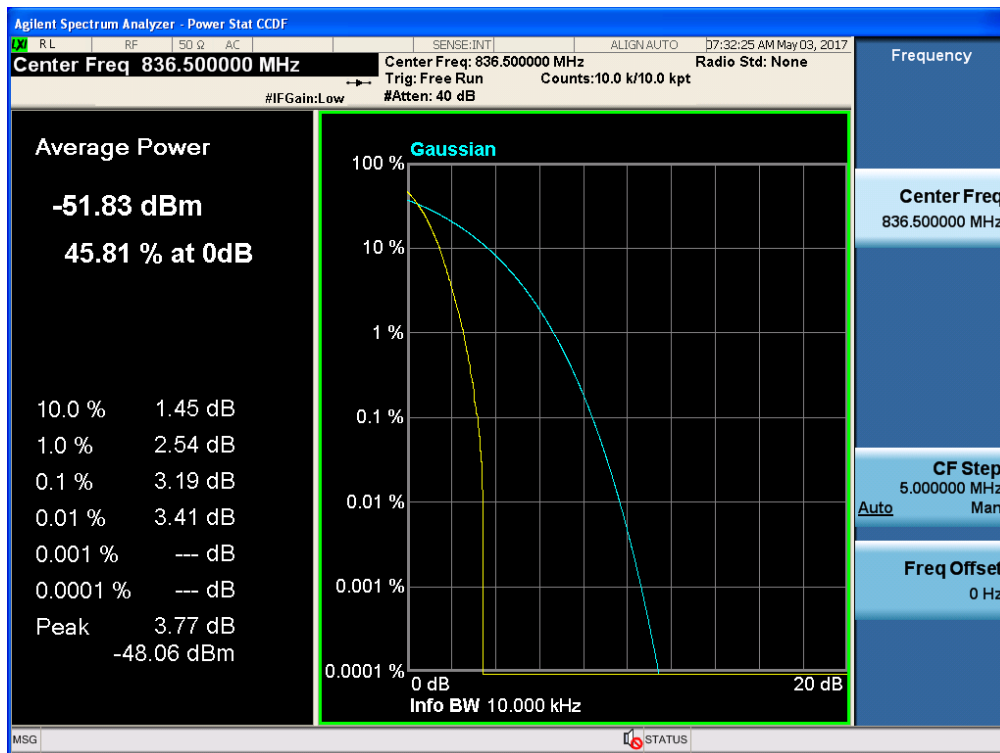 Agilent Spectrum Analyzer - Power Stat CCDF
LXI RL RF 50 Ω AC SENSE:INT ALIGN AUTO 07:32:25 AM May 03, 2017
Center Freq 836.500000 MHz
Center Freq: 836.500000 MHz Radio Std: None
Trig: Free Run Counts:10.0 k/10.0 kpt
#IFGain:Low #Atten: 40 dB
Average Power
-51.83 dBm
45.81 % at 0dB
10.0 % 1.45 dB
1.0 % 2.54 dB
0.1 % 3.19 dB
0.01 % 3.41 dB
0.001 % --- dB
0.0001 % --- dB
Peak 3.77 dB
-48.06 dBm
Gaussian
100 %
10 %
1 %
0.1 %
0.01 %
0.001 %
0.0001 %
0 dB 20 dB
Info BW 10.000 kHz
Frequency
Center Freq
836.500000 MHz
CF Step
5.000000 MHz
Auto Man
Freq Offset
0 Hz
MSG STATUS